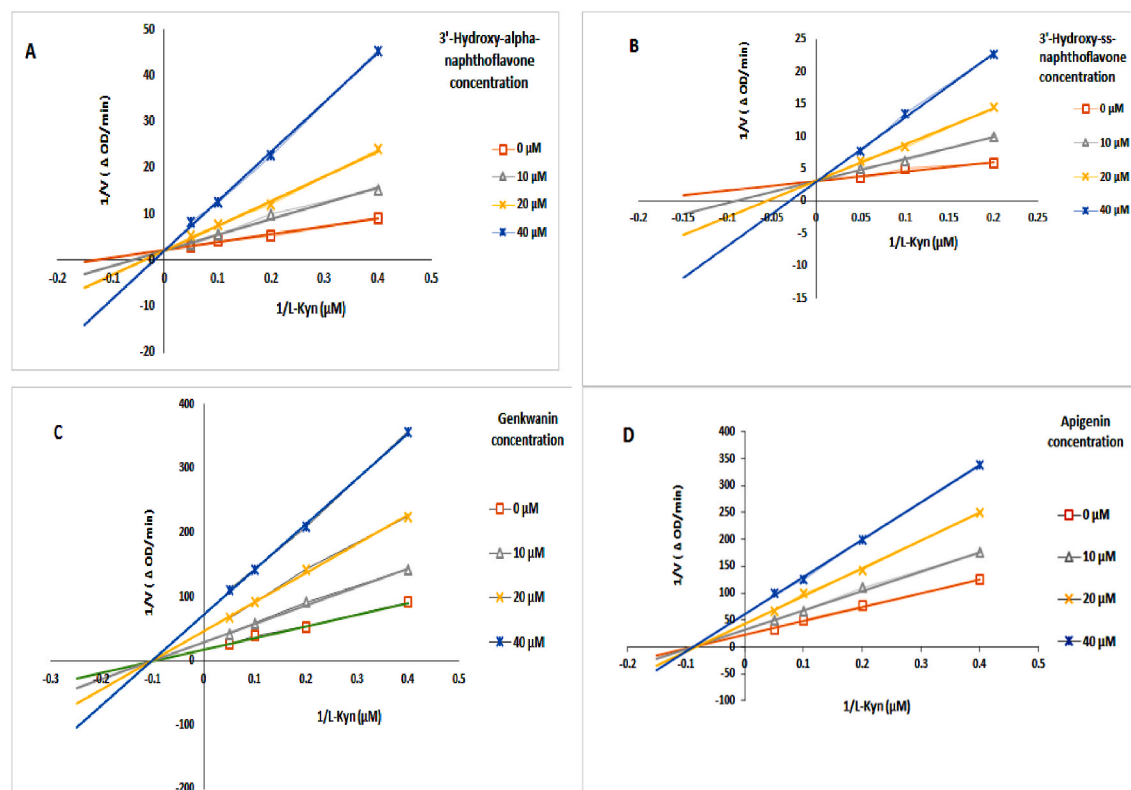 A
3'-Hydroxy-alpha-
naphthoflavone
concentration
1/V ( Δ OD/min)
50
40
30
20
10
0
-10
-20
-0.2
-0.1
0
0.1
0.2
0.3
0.4
0.5
1/L-Kyn (µM)
0 µM
10 µM
20 µM
40 µM
B
3'-Hydroxy-ss-
naphthoflavone
concentration
1/V ( Δ OD/min)
25
20
15
10
5
0
-5
-10
-15
-0.2
-0.15
-0.1
-0.05
0
0.05
0.1
0.15
0.2
0.25
1/L-Kyn (µM)
0 µM
10 µM
20 µM
40 µM
C
Genkwanin
concentration
1/V ( Δ OD/min)
400
300
200
100
0
-100
-200
-0.3
-0.2
-0.1
0
0.1
0.2
0.3
0.4
0.5
1/L-Kyn (µM)
0 µM
10 µM
20 µM
40 µM
D
Apigenin
concentration
1/V ( Δ OD/min)
400
350
300
250
200
150
100
50
0
-50
-100
-0.2
-0.1
0
0.1
0.2
0.3
0.4
0.5
1/L-Kyn (µM)
0 µM
10 µM
20 µM
40 µM